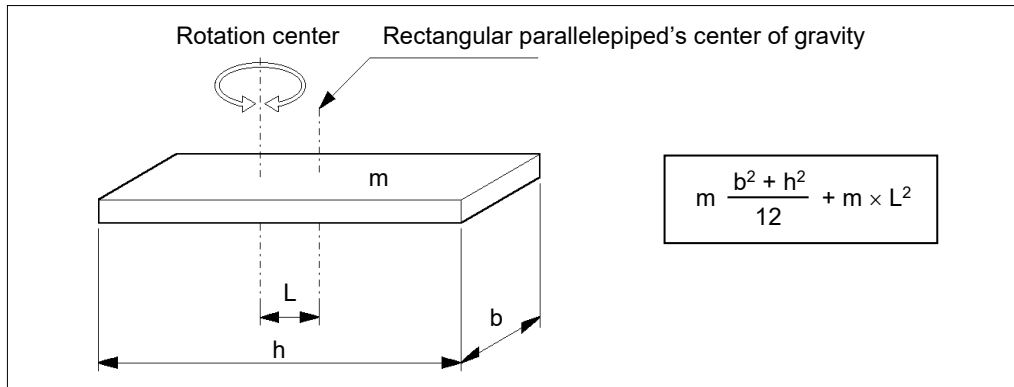 Rotation center
Rectangular parallelepiped’s center of gravity
m
m (b² + h²)/12 + m × L²
L
b
h